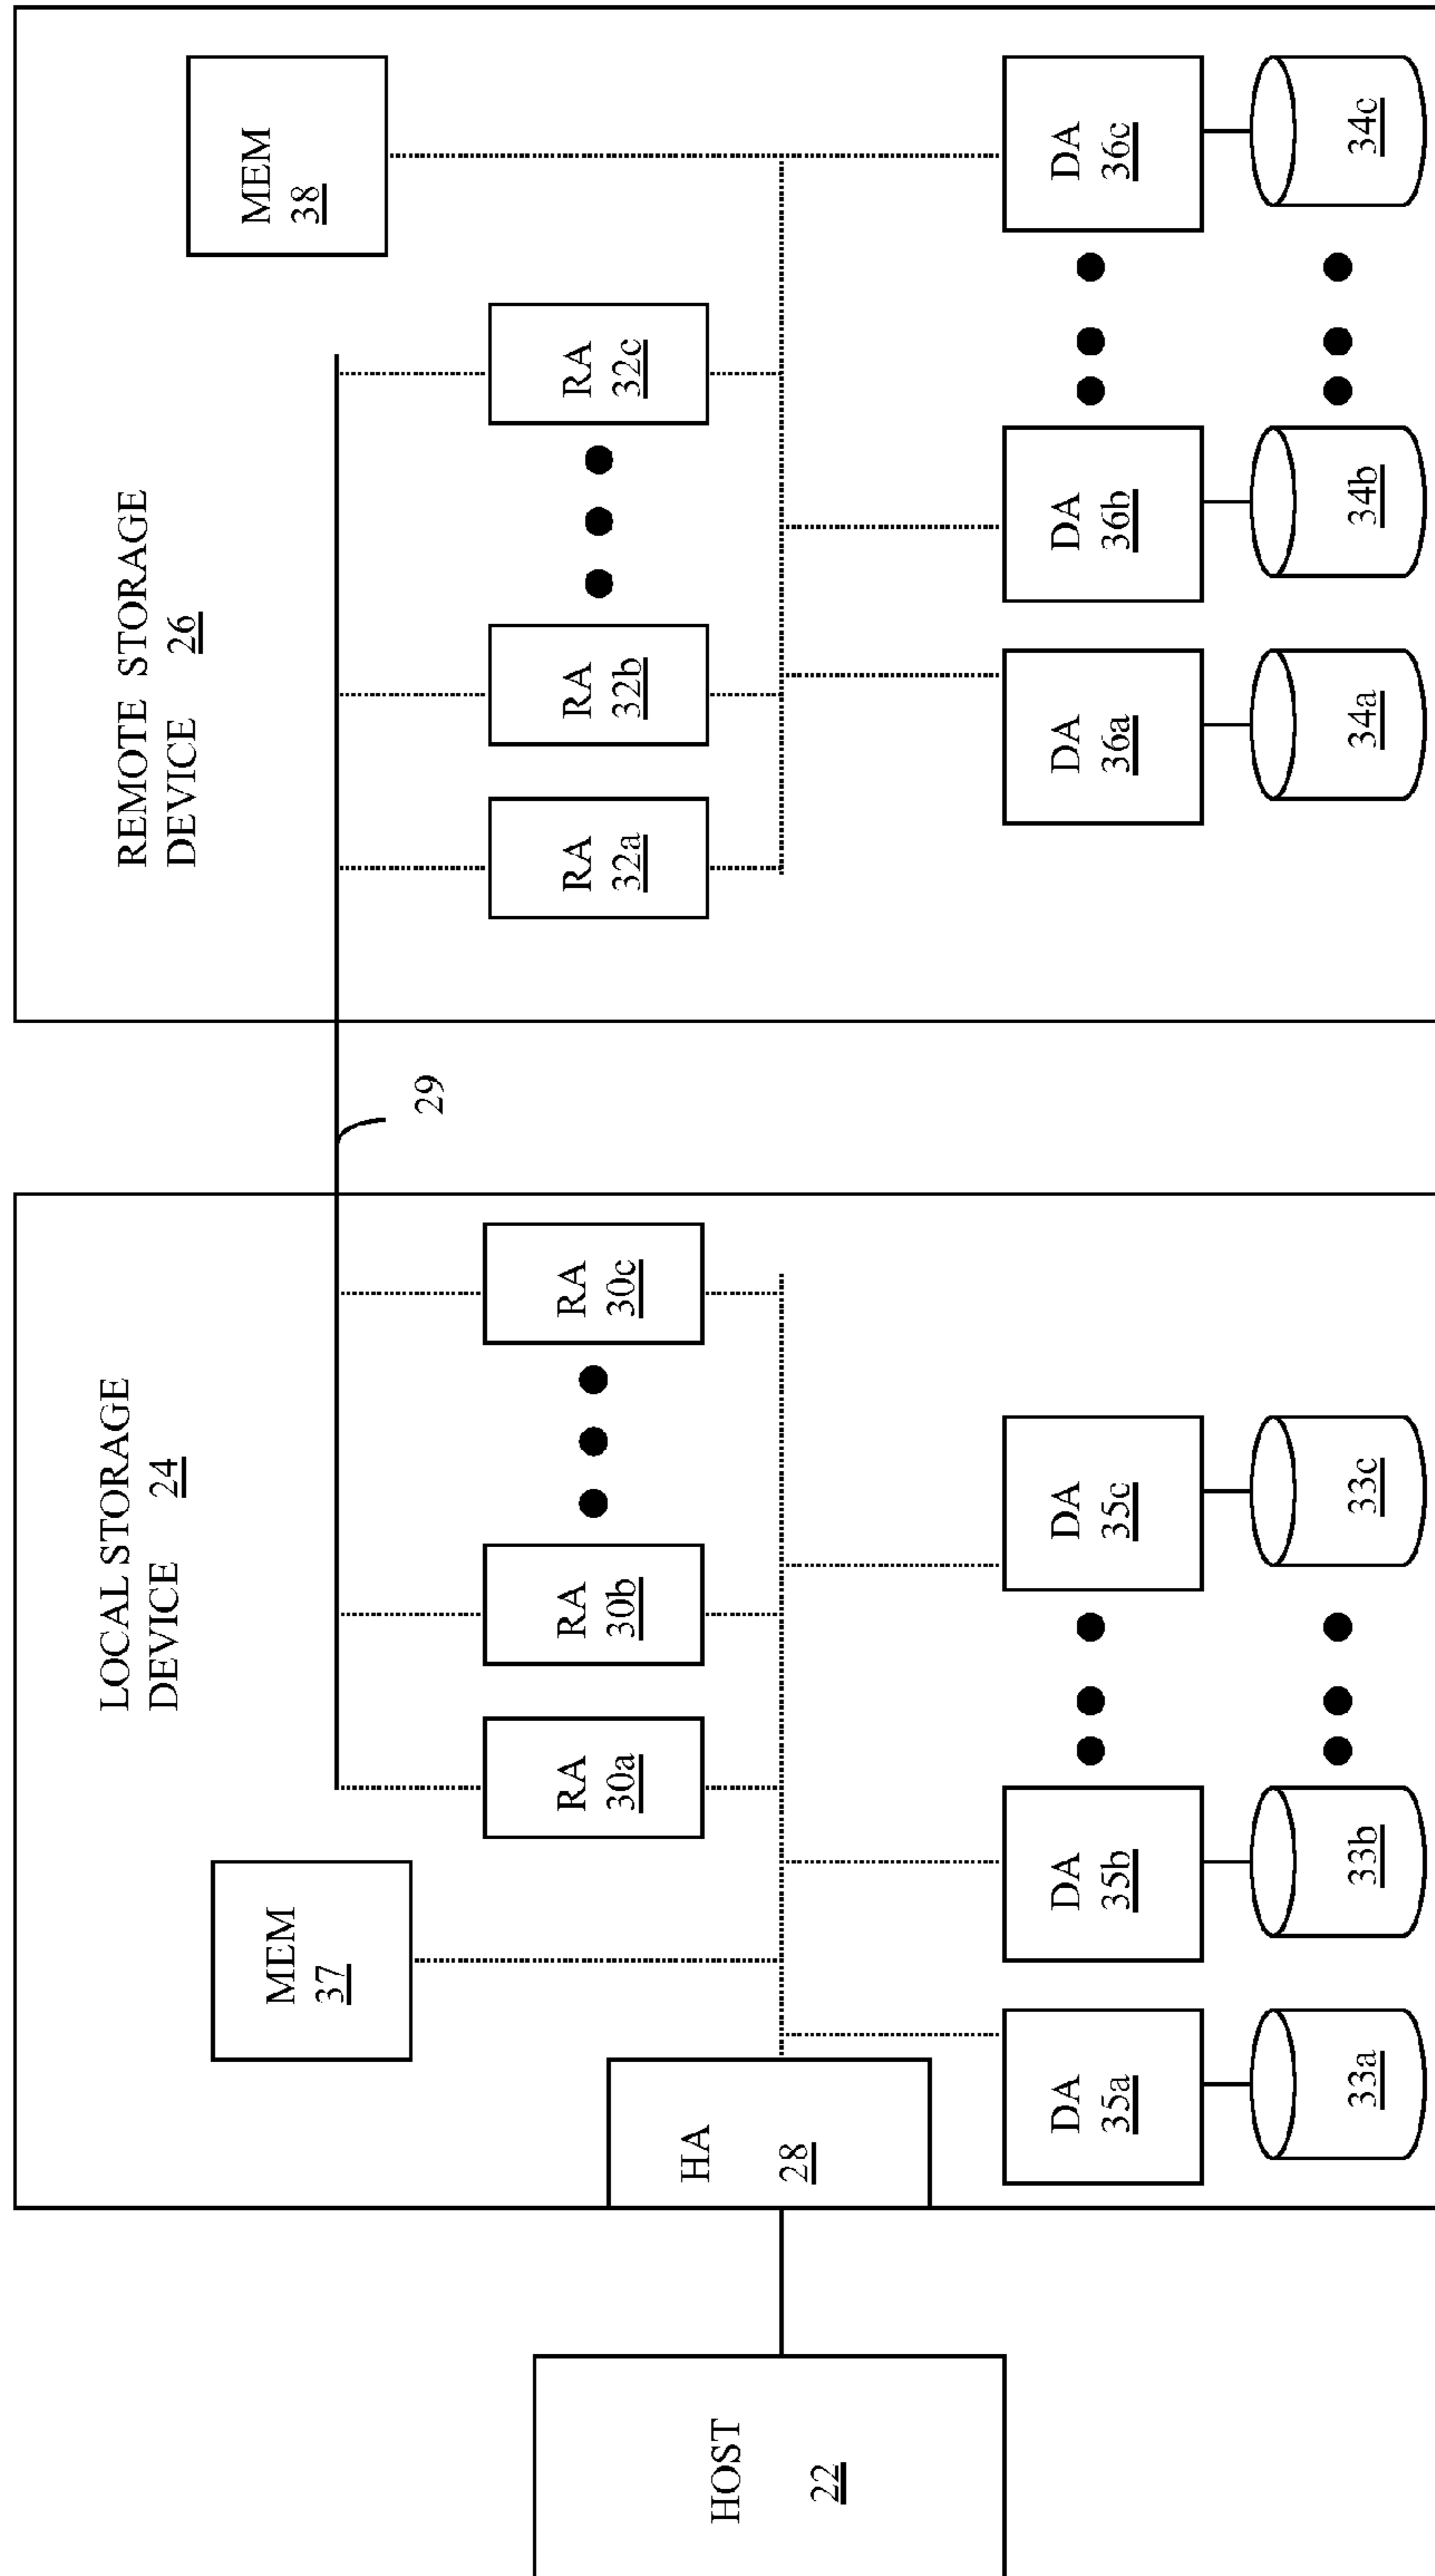 HOST
22
LOCAL STORAGE
DEVICE 24
MEM
37
HA
28
RA
30a
RA
30b
RA
30c
DA
35a
DA
35b
DA
35c
33a
33b
33c
29
REMOTE STORAGE
DEVICE 26
MEM
38
RA
32a
RA
32b
RA
32c
DA
36a
DA
36b
DA
36c
34a
34b
34c